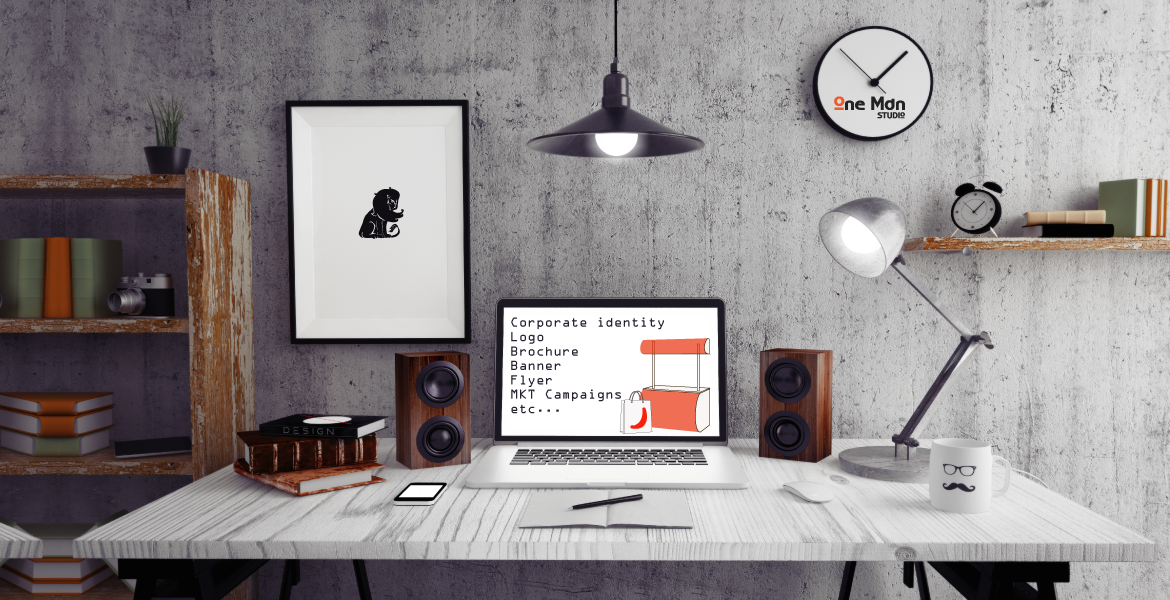 One Man
STUDIO
Corporate identity
Logo
Brochure
Banner
Flyer
MKT Campaigns
etc...
DESIGN